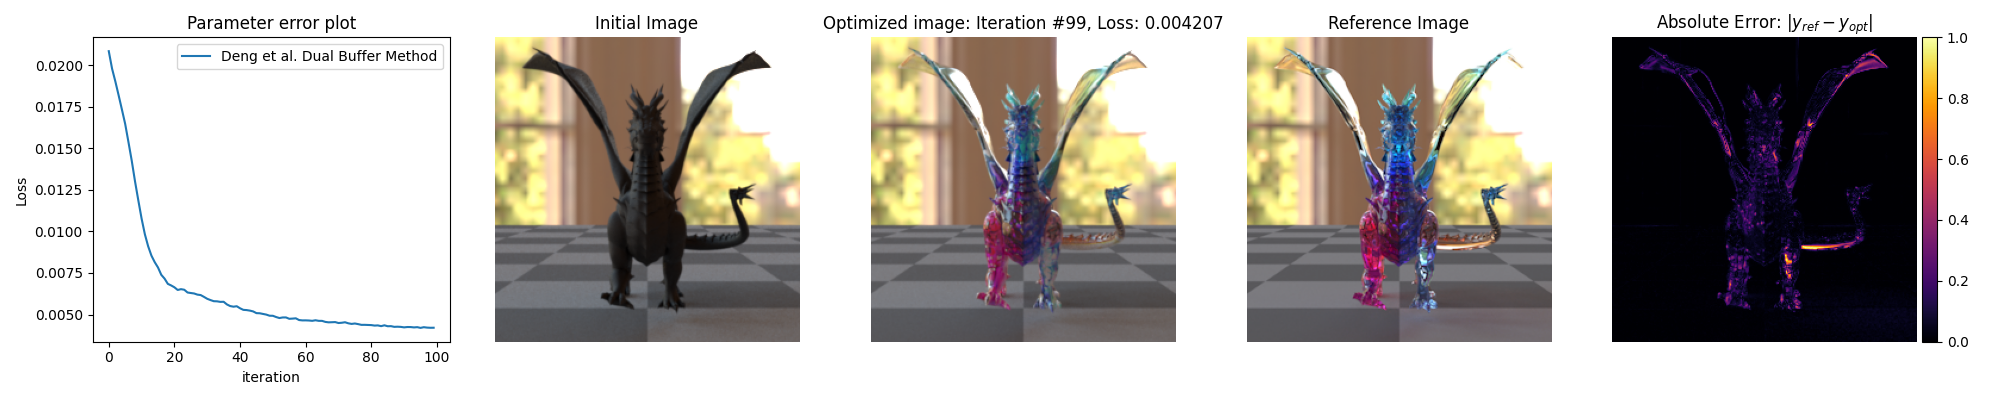 Parameter error plot
Deng et al. Dual Buffer Method
Loss
0.0200
0.0175
0.0150
0.0125
0.0100
0.0075
0.0050
0 20 40 60 80 100
iteration
Initial Image
Optimized image: Iteration #99, Loss: 0.004207
Reference Image
Absolute Error: |y_ref − y_opt|
1.0
0.8
0.6
0.4
0.2
0.0